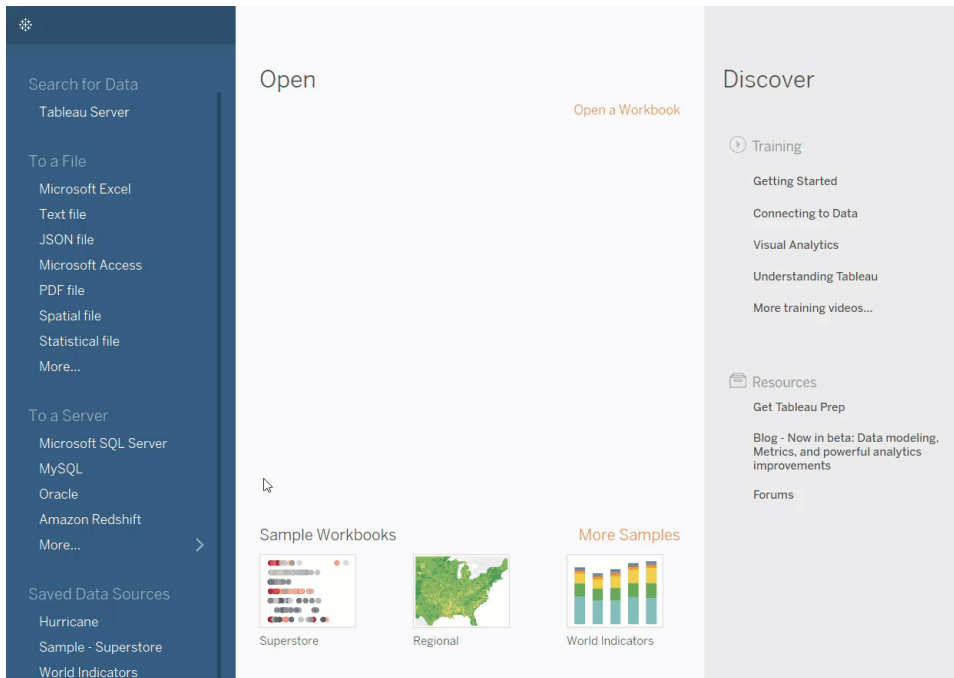 Search for Data
Tableau Server
To a File
Microsoft Excel
Text file
JSON file
Microsoft Access
PDF file
Spatial file
Statistical file
More...
To a Server
Microsoft SQL Server
MySQL
Oracle
Amazon Redshift
More...
Saved Data Sources
Hurricane
Sample - Superstore
World Indicators
Open
Open a Workbook
Sample Workbooks
More Samples
Superstore
Regional
World Indicators
Discover
Training
Getting Started
Connecting to Data
Visual Analytics
Understanding Tableau
More training videos...
Resources
Get Tableau Prep
Blog - Now in beta: Data modeling,
Metrics, and powerful analytics
improvements
Forums